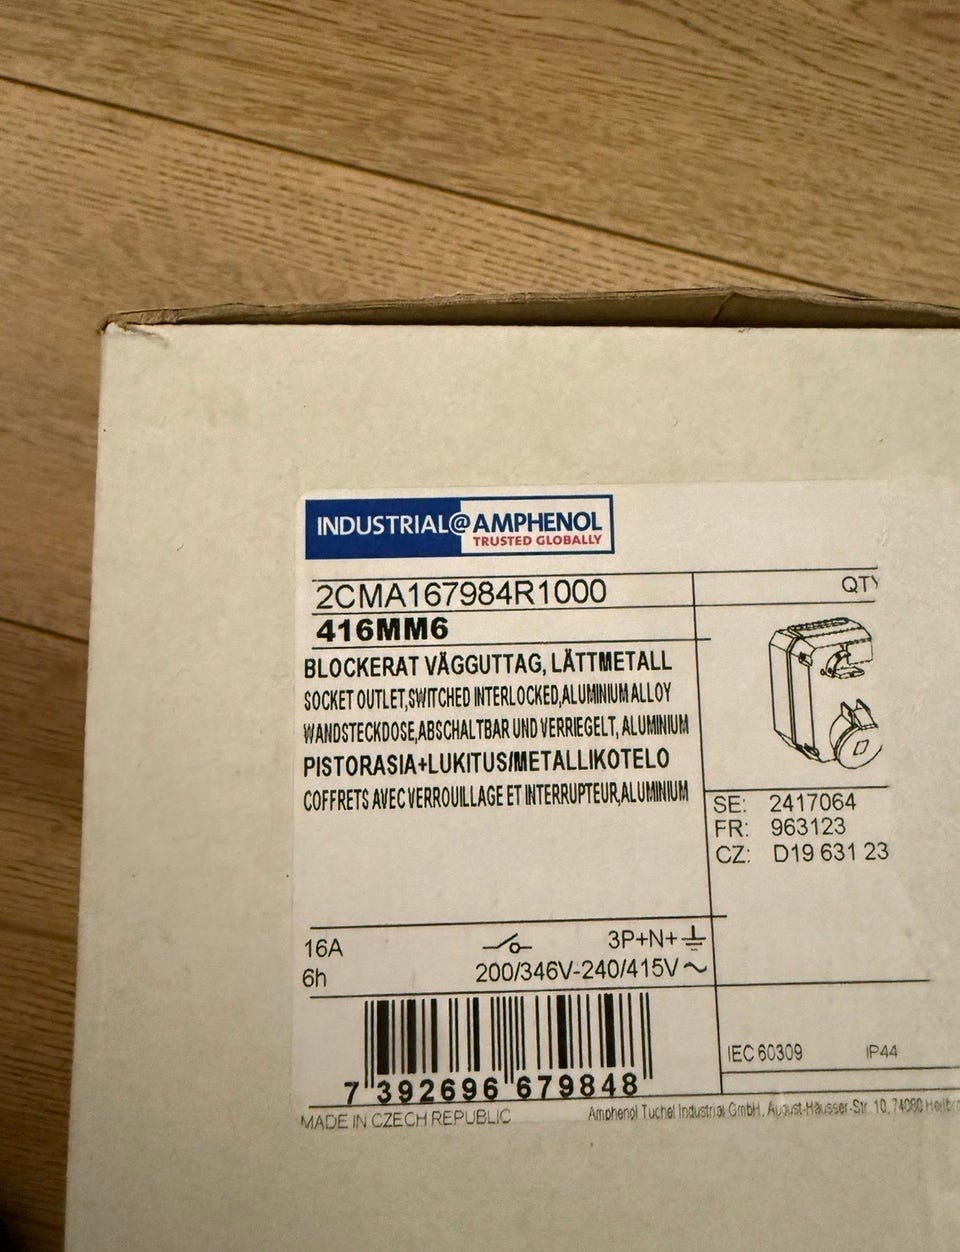 INDUSTRIAL@AMPHENOL
TRUSTED GLOBALLY
2CMA167984R1000
QTY
416MM6
BLOCKERAT VÄGGUTTAG, LÄTTMETALL
SOCKET OUTLET,SWITCHED INTERLOCKED,ALUMINIUM ALLOY
WANDSTECKDOSE,ABSCHALTBAR UND VERRIEGELT, ALUMINIUM
PISTORASIA+LUKITUS/METALLIKOTELO
COFFRETS AVEC VERROUILLAGE ET INTERRUPTEUR,ALUMINIUM
SE: 2417064
FR: 963123
CZ: D19 631 23
16A 3P+N+
6h 200/346V-240/415V~
IEC 60309 IP44
7 392696 679848
MADE IN CZECH REPUBLIC
Amphenol Tuchel Industrial GmbH, August-Häusser-Str. 10, 74080